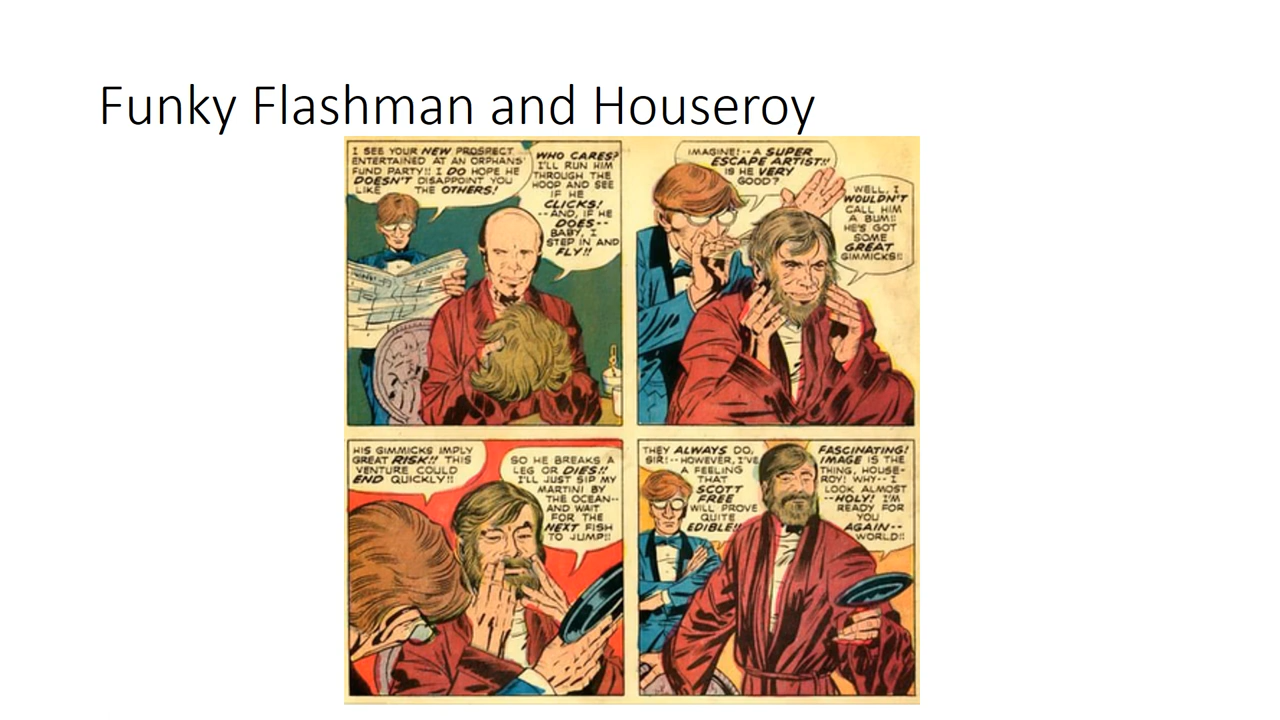 Funky Flashman and Houseroy
I SEE YOUR NEW PROSPECT
ENTERTAINED AT AN ORPHANS'
FUND PARTY!! I DO HOPE HE
DOESN'T DISAPPOINT YOU
LIKE THE OTHERS!
WHO CARES?
I'LL RUN HIM
THROUGH THE
HOOP AND SEE
IF HE
CLICKS!
--AND, IF HE
DOES--
BABY, I
STEP IN AND
FLY!!
IMAGINE!--A SUPER
ESCAPE ARTIST!!
IS HE VERY
GOOD?
WELL, I
WOULDN'T
CALL HIM
A BUM!!
HE'S GOT
SOME
GREAT
GIMMICKS!!
HIS GIMMICKS IMPLY
GREAT RISK!! THIS
VENTURE COULD
END QUICKLY!!
SO HE BREAKS A
LEG OR DIES!!
I'LL JUST SIP MY
MARTINI BY
THE OCEAN--
AND WAIT
FOR THE
NEXT FISH
TO JUMP!!
THEY ALWAYS DO,
SIR!--HOWEVER, I'VE
A FEELING
THAT
SCOTT
FREE
WILL PROVE
QUITE
EDIBLE!!
FASCINATING!
IMAGE IS THE
THING, HOUSE-
ROY! WHY--I
LOOK ALMOST
--HOLY! I'M
READY FOR
YOU
AGAIN--
WORLD!!